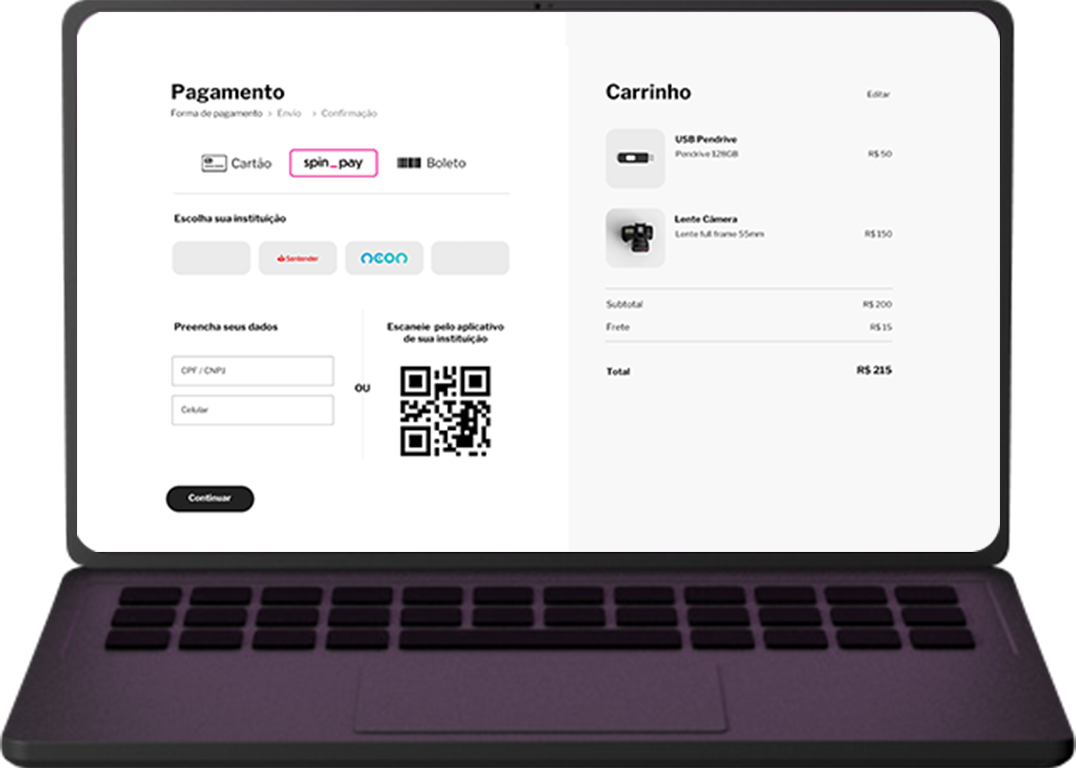 Pagamento
Forma de pagamento > Envio > Confirmação
Cartão
spin_pay
Boleto
Escolha sua instituição
Santander
neon
Preencha seus dados
CPF / CNPJ
Celular
OU
Escaneie pelo aplicativo
de sua instituição
Continuar
Carrinho
Editar
USB Pendrive
Pendrive 128GB
R$ 50
Lente Câmera
Lente full frame 55mm
R$ 150
Subtotal
R$ 200
Frete
R$ 15
Total
R$ 215